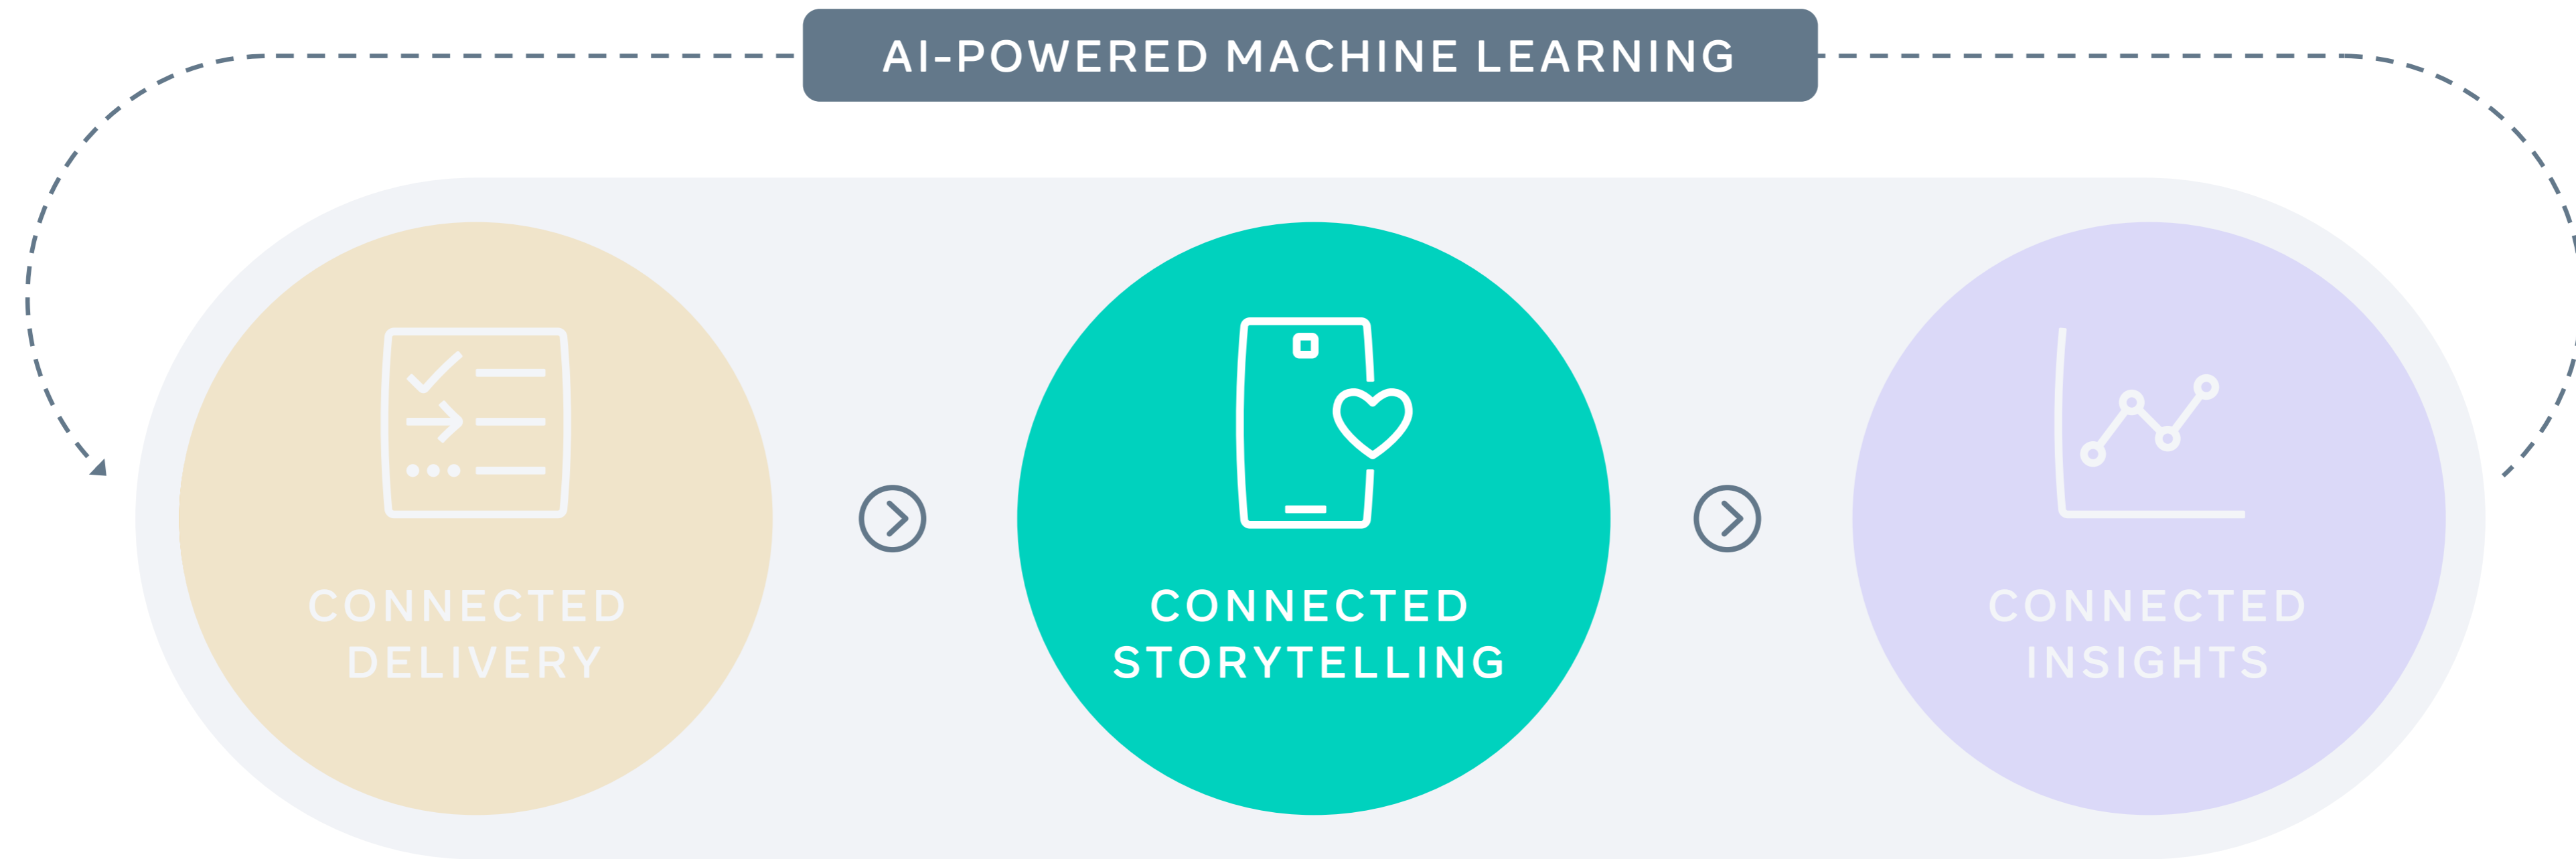 AI-POWERED MACHINE LEARNING
CONNECTED
DELIVERY
CONNECTED
STORYTELLING
CONNECTED
INSIGHTS